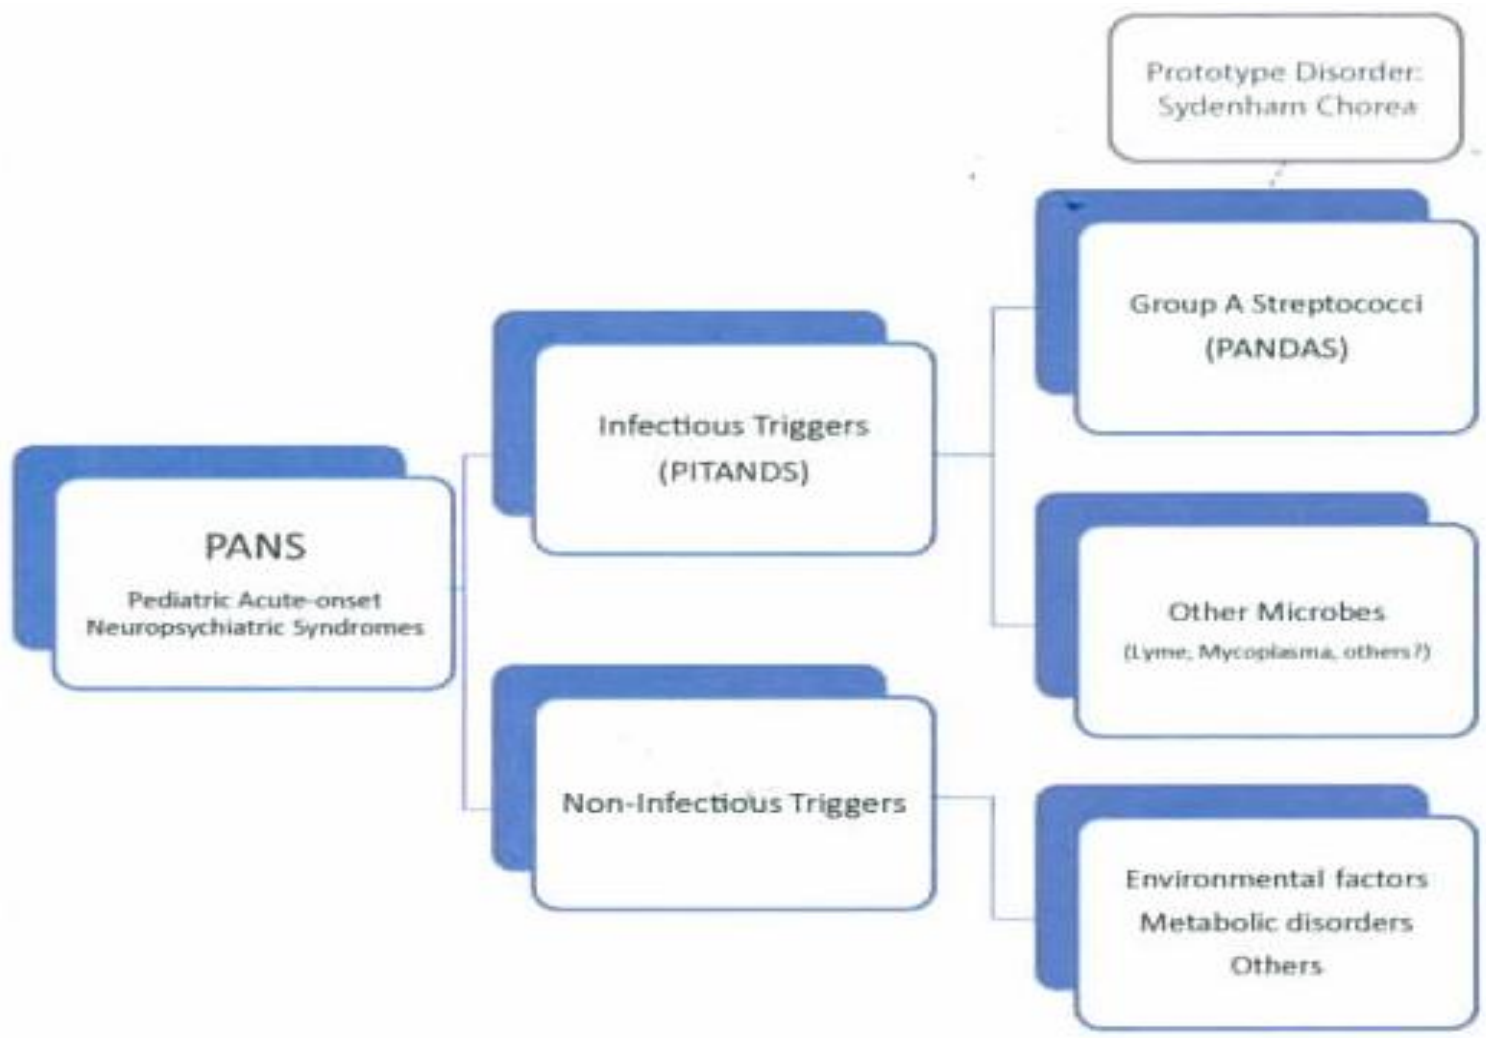 Prototype Disorder:
Sydenham Chorea
Group A Streptococci
(PANDAS)
Infectious Triggers
(PITANDS)
PANS
Pediatric Acute-onset
Neuropsychiatric Syndromes
Other Microbes
(Lyme, Mycoplasma, others?)
Non-Infectious Triggers
Environmental factors
Metabolic disorders
Others